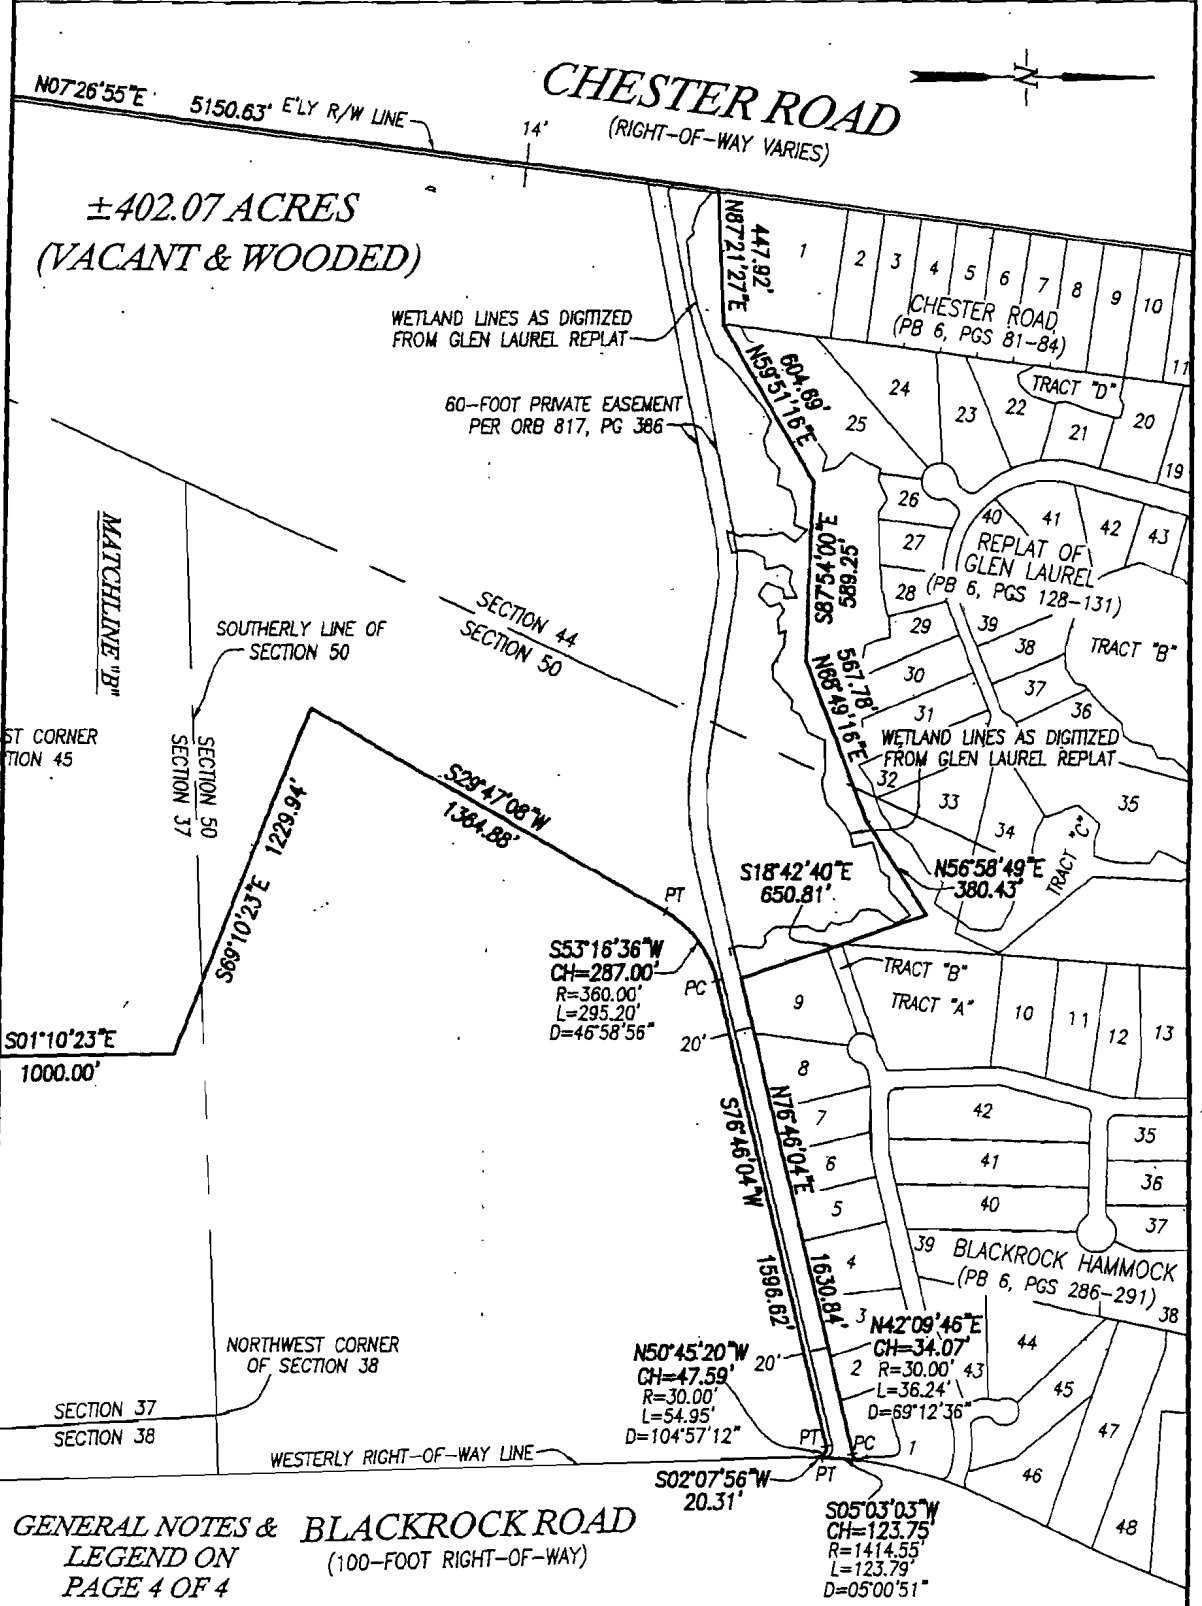 CHESTER ROAD
(RIGHT-OF-WAY VARIES)
N
N07°26'55"E
5150.63'
E'LY R/W LINE
14'
±402.07 ACRES
(VACANT & WOODED)
N87°21'27"E
447.92'
WETLAND LINES AS DIGITIZED
FROM GLEN LAUREL REPLAT
60-FOOT PRIVATE EASEMENT
PER ORB 817, PG 386
1
2
3
4
5
6
7
8
9
10
11
CHESTER ROAD
(PB 6, PGS 81-84)
604.69'
N59°51'16"E
25
24
23
22
TRACT "D"
21
20
19
26
27
28
29
30
31
32
33
34
35
36
37
38
39
40
41
42
43
REPLAT OF
GLEN LAUREL
(PB 6, PGS 128-131)
TRACT "B"
TRACT "C"
S87°54'00"E
589.25'
567.78'
N68°49'16"E
WETLAND LINES AS DIGITIZED
FROM GLEN LAUREL REPLAT
MATCHLINE "B"
SECTION 44
SECTION 50
SOUTHERLY LINE OF
SECTION 50
SECTION 50
SECTION 37
ST CORNER
TION 45
S29°47'08"W
1364.88'
S69°10'23"E 1229.94'
S01°10'23"E
1000.00'
S18°42'40"E
650.81'
N56°58'49"E
380.43'
PT
S53°16'36"W
CH=287.00'
R=360.00'
L=295.20'
D=46°58'56"
PC
20'
TRACT "B"
TRACT "A"
9
10
11
12
13
8
7
6
5
4
3
2
1
42
41
40
39
35
36
37
38
BLACKROCK HAMMOCK
(PB 6, PGS 286-291)
43
44
45
46
47
48
S76°46'04"W
1596.62'
N76°46'04"E
1630.84'
N42°09'46"E
CH=34.07'
R=30.00'
L=36.24'
D=69°12'36"
N50°45'20"W
CH=47.59'
R=30.00'
L=54.95'
D=104°57'12"
20'
PT
PC
PT
NORTHWEST CORNER
OF SECTION 38
SECTION 37
SECTION 38
WESTERLY RIGHT-OF-WAY LINE
S02°07'56"W
20.31'
S05°03'03"W
CH=123.75'
R=1414.55'
L=123.79'
D=05°00'51"
GENERAL NOTES &
LEGEND ON
PAGE 4 OF 4
BLACKROCK ROAD
(100-FOOT RIGHT-OF-WAY)